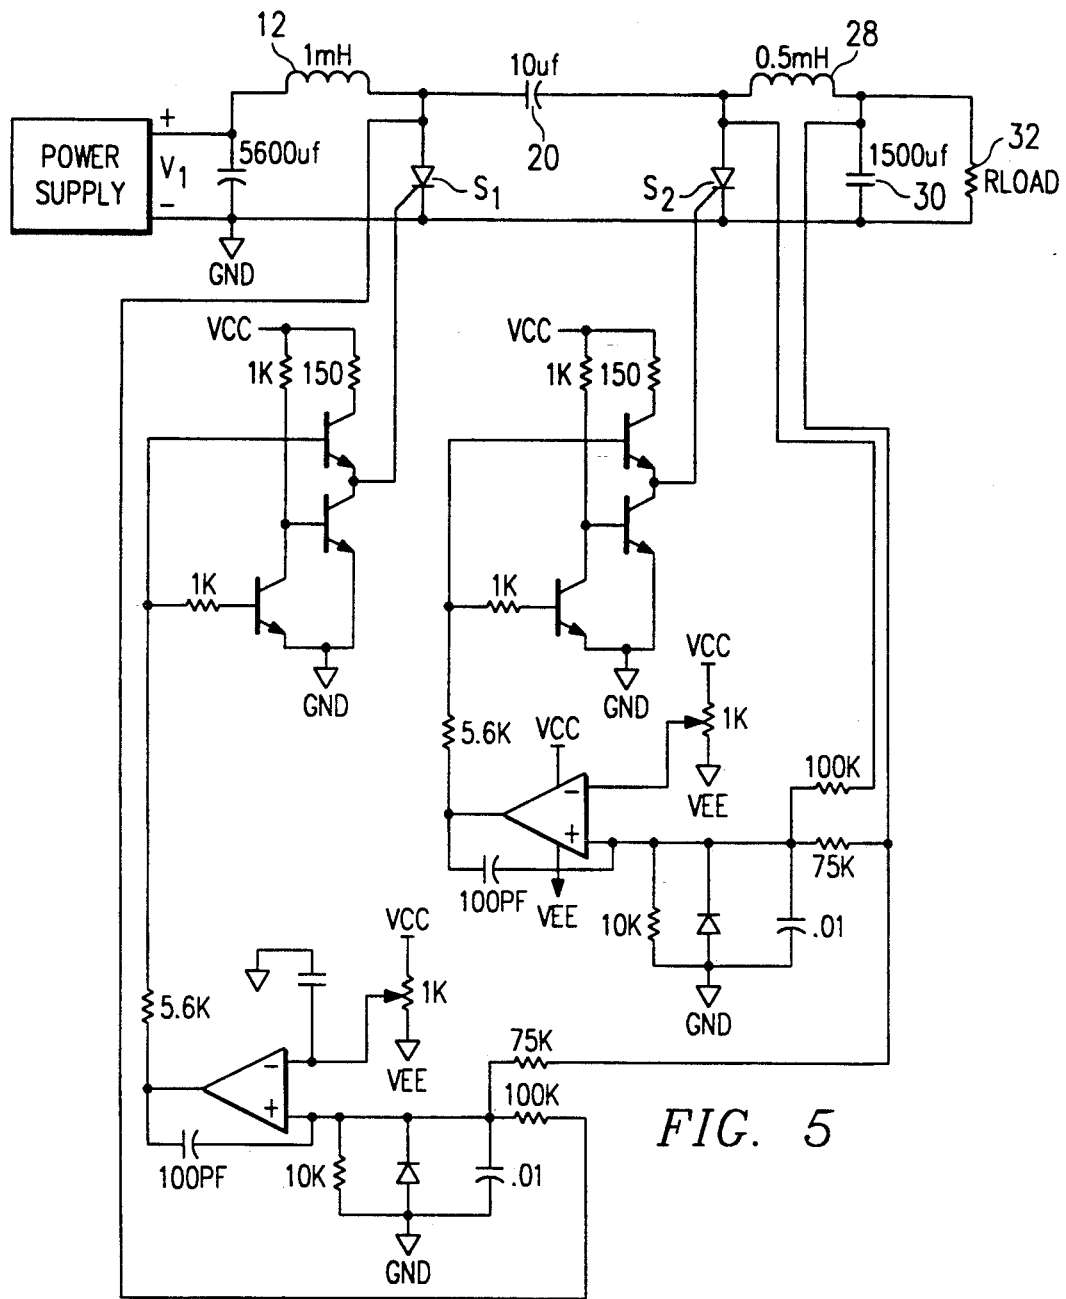 12
1mH
10uf
20
0.5mH
28
+
POWER
SUPPLY
V1
-
5600uf
S1
S2
1500uf
30
32
RLOAD
GND
VCC
1K
150
VCC
1K
150
1K
1K
GND
GND
VCC
1K
VEE
5.6K
VCC
-
+
100K
75K
100PF
VEE
10K
.01
GND
VCC
1K
VEE
5.6K
-
+
75K
100K
100PF
10K
.01
GND
FIG. 5